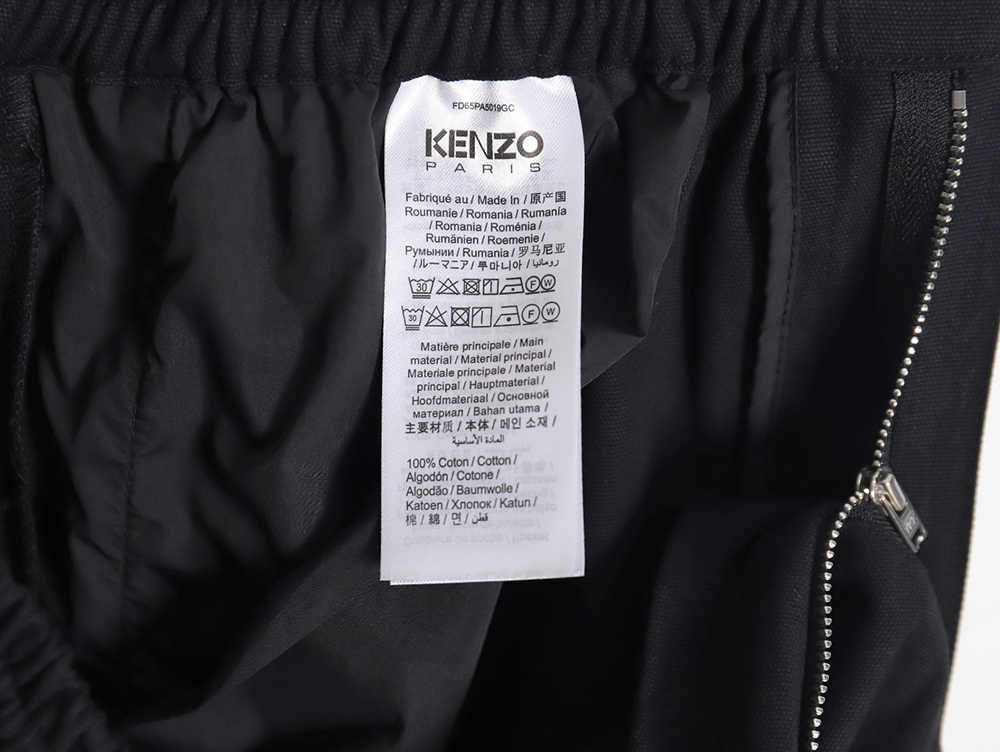 FD65PA5019GC
KENZO
PARIS
Fabriqué au / Made In / 原产国
Roumanie / Romania / Rumanía
/ Romania / Roménia /
Rumänien / Roemenie /
Румынии / Rumania / 罗马尼亚
/ルーマニア / 루마니아 / رومانيا/
30 F W
30 F W
Matière principale / Main
material / Material principal /
Materiale principale / Material
principal / Hauptmaterial /
Hoofdmateriaal / Основной
материал / Bahan utama /
主要材质 / 本体 / 메인 소재 /
المادة الأساسية
100% Coton / Cotton /
Algodón / Cotone /
Algodão / Baumwolle /
Katoen / Хлопок / Katun /
棉 / 綿 / 면 / قطن